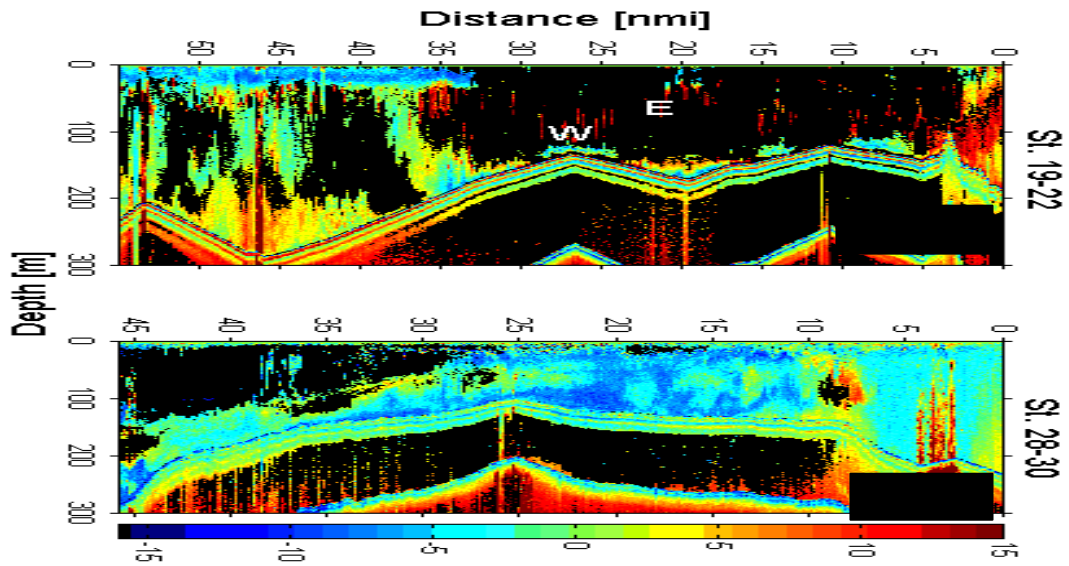 Distance [nmi]
50 45 40 35 30 25 20 15 10 5 0
0
100
200
300
W
E
St. 19-22
Depth [m]
45 40 35 30 25 20 15 10 5 0
0
100
200
300
St. 28-30
-15 -10 -5 0 5 10 15